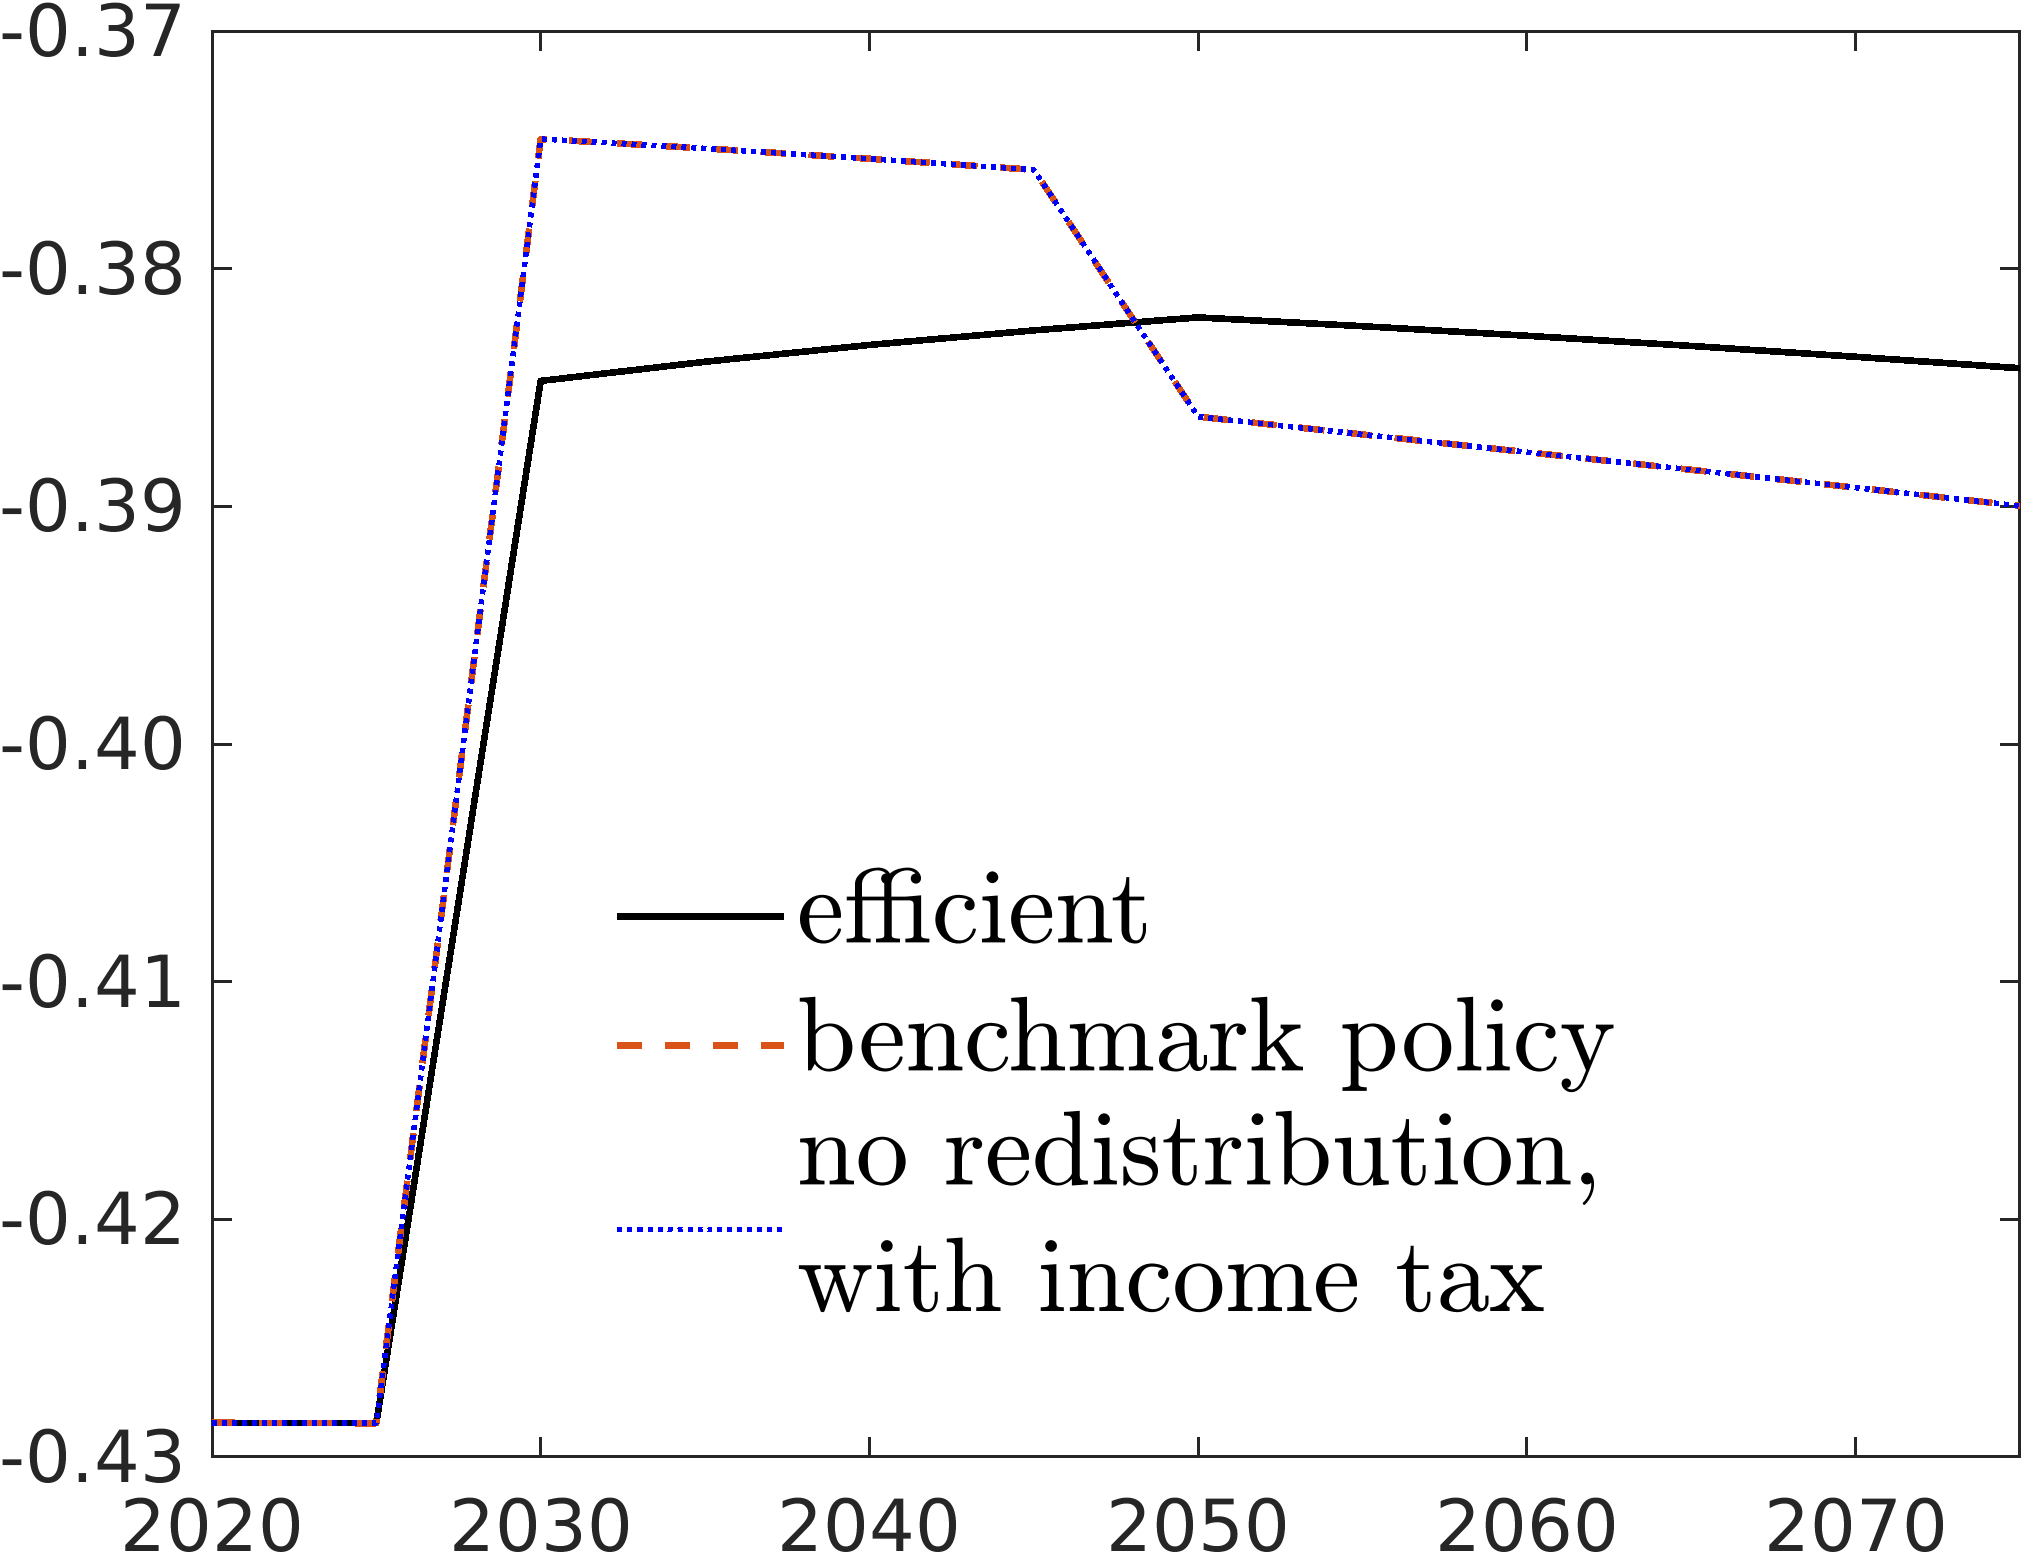 -0.37
-0.38
-0.39
-0.40
-0.41
-0.42
-0.43
efficient
benchmark policy
no redistribution,
with income tax
2020 2030 2040 2050 2060 2070